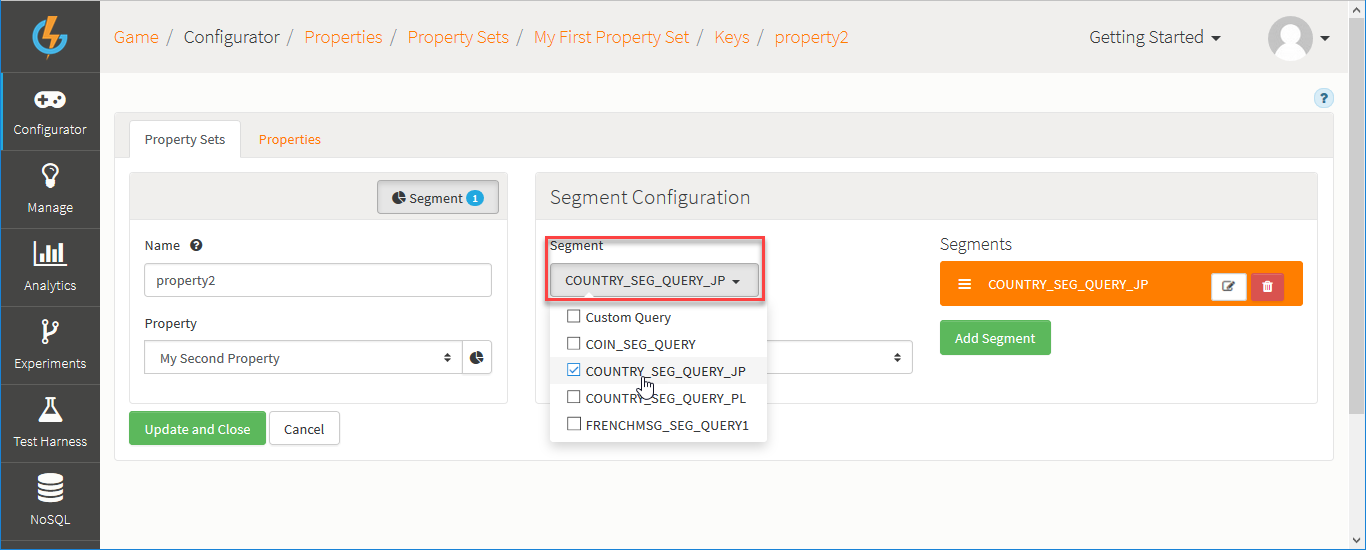 Game / Configurator / Properties / Property Sets / My First Property Set / Keys / property2
Getting Started
Configurator
Manage
Analytics
Experiments
Test Harness
NoSQL
?
Property Sets
Properties
Segment 1
Name ?
property2
Property
My Second Property
Update and Close
Cancel
Segment Configuration
Segment
COUNTRY_SEG_QUERY_JP
Custom Query
COIN_SEG_QUERY
COUNTRY_SEG_QUERY_JP
COUNTRY_SEG_QUERY_PL
FRENCHMSG_SEG_QUERY1
Segments
COUNTRY_SEG_QUERY_JP
Add Segment